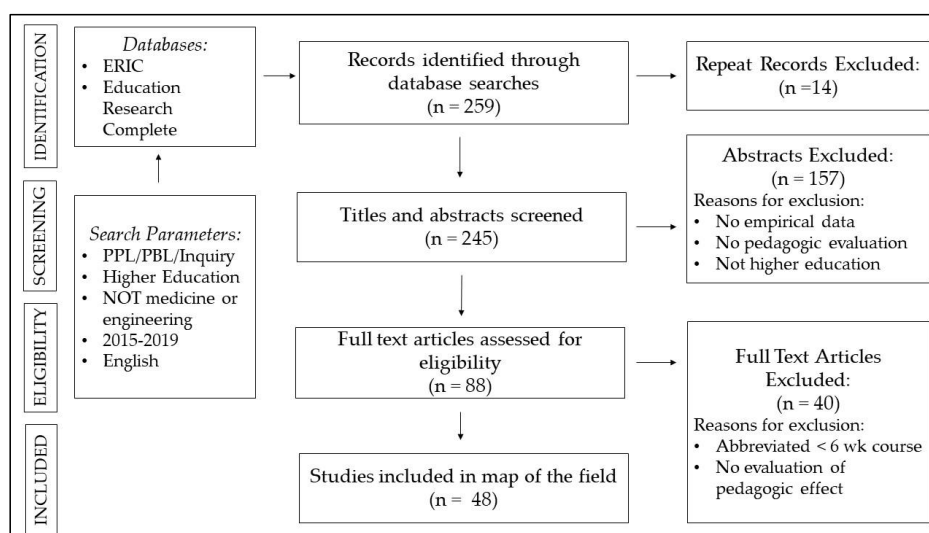 IDENTIFICATION
SCREENING
ELIGIBILITY
INCLUDED
Databases:
• ERIC
• Education
Research
Complete
Search Parameters:
• PPL/PBL/Inquiry
• Higher Education
• NOT medicine or
engineering
• 2015-2019
• English
Records identified through
database searches
(n = 259)
Repeat Records Excluded:
(n =14)
Titles and abstracts screened
(n = 245)
Abstracts Excluded:
(n = 157)
Reasons for exclusion:
• No empirical data
• No pedagogic evaluation
• Not higher education
Full text articles assessed for
eligibility
(n = 88)
Full Text Articles
Excluded:
(n = 40)
Reasons for exclusion:
• Abbreviated < 6 wk course
• No evaluation of
pedagogic effect
Studies included in map of the field
(n = 48)